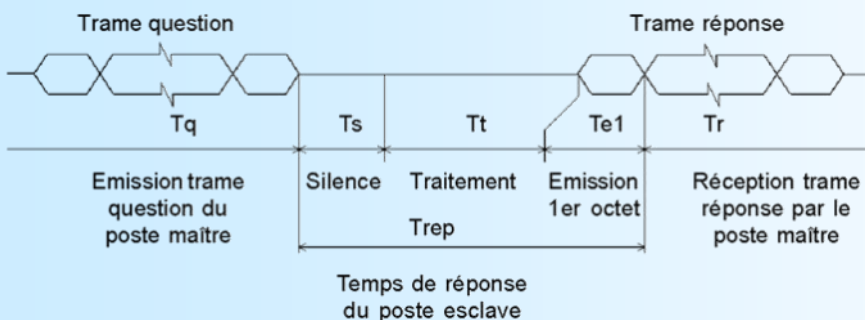 Trame question
Trame réponse
Tq
Ts
Tt
Te1
Tr
Emission trame
question du
poste maître
Silence
Traitement
Emission
1er octet
Réception trame
réponse par le
poste maître
Trep
Temps de réponse
du poste esclave